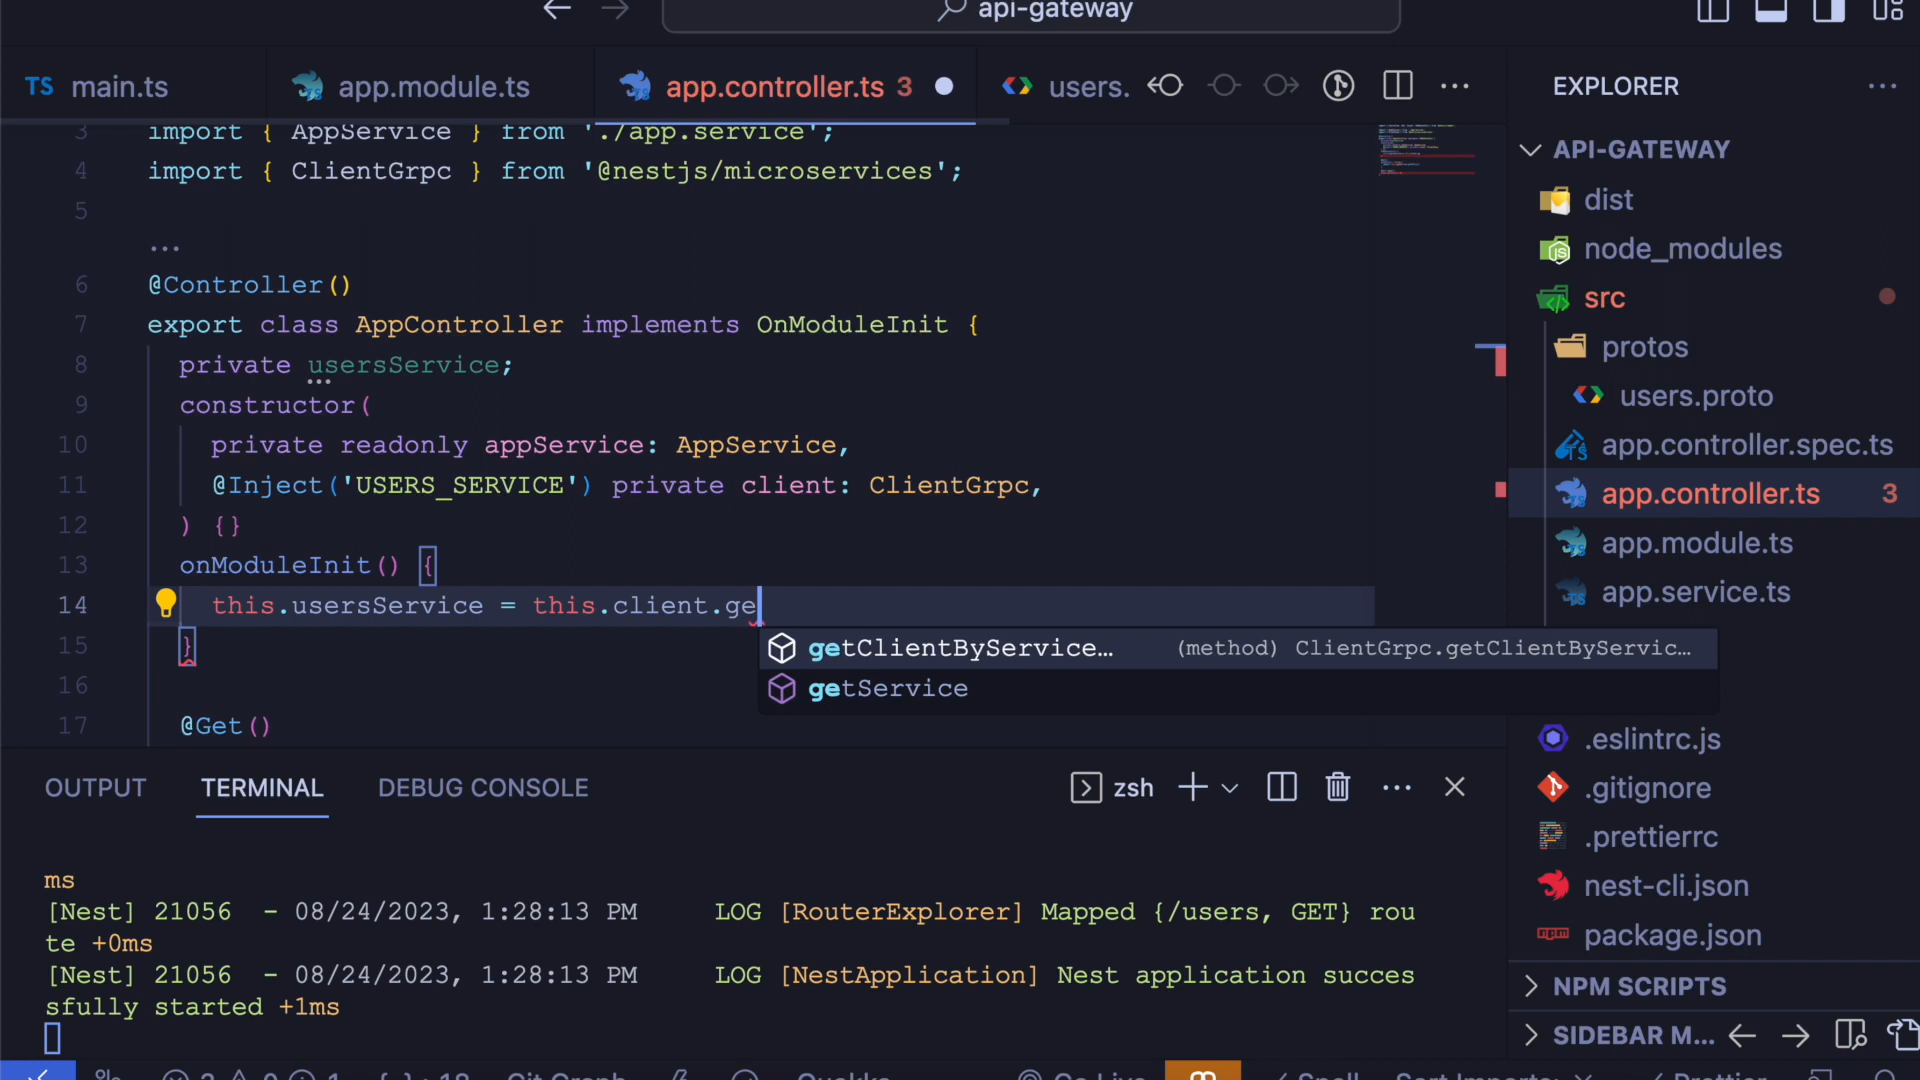 api-gateway
TS main.ts
app.module.ts
app.controller.ts 3
users.
3 import { AppService } from './app.service';
4 import { ClientGrpc } from '@nestjs/microservices';
5
...
6 @Controller()
7 export class AppController implements OnModuleInit {
8 private usersService;
9 constructor(
10 private readonly appService: AppService,
11 @Inject('USERS_SERVICE') private client: ClientGrpc,
12 ) {}
13 onModuleInit() {
14 this.usersService = this.client.ge
15 }
16
17 @Get()
getClientByService… (method) ClientGrpc.getClientByServic…
getService
OUTPUT
TERMINAL
DEBUG CONSOLE
zsh
ms
[Nest] 21056 - 08/24/2023, 1:28:13 PM LOG [RouterExplorer] Mapped {/users, GET} rou
te +0ms
[Nest] 21056 - 08/24/2023, 1:28:13 PM LOG [NestApplication] Nest application succes
sfully started +1ms
EXPLORER
API-GATEWAY
dist
node_modules
src
protos
users.proto
app.controller.spec.ts
app.controller.ts 3
app.module.ts
app.service.ts
.eslintrc.js
.gitignore
.prettierrc
nest-cli.json
package.json
NPM SCRIPTS
SIDEBAR M...
Git Graph
Quokka
Go Live
Spell
Prettier